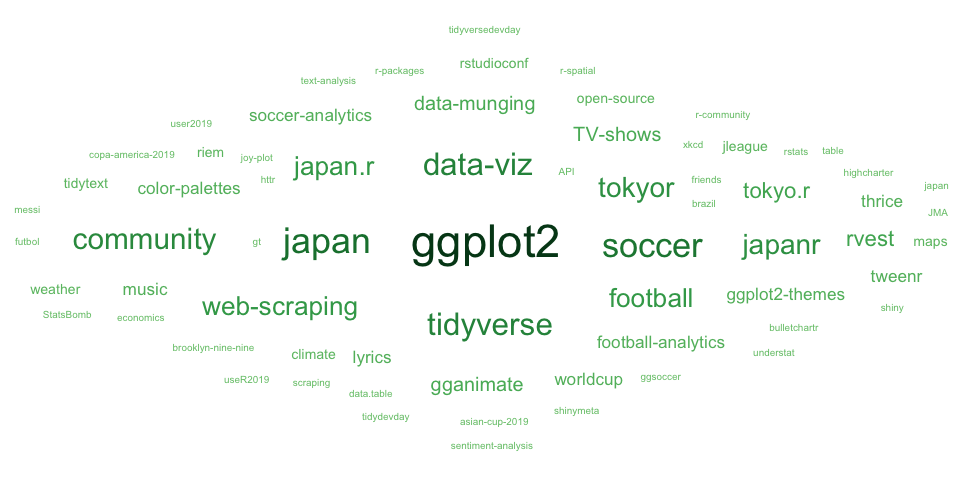 tidyversedevday
rstudioconf
r-packages
r-spatial
text-analysis
data-munging
open-source
soccer-analytics
r-community
user2019
TV-shows
xkcd
jleague
rstats
table
copa-america-2019
riem
joy-plot
japan.r
data-viz
API
highcharter
tidytext
color-palettes
httr
tokyor
friends
brazil
tokyo.r
thrice
japan
messi
JMA
futbol
community
gt
japan
ggplot2
soccer
japanr
rvest
maps
tweenr
weather
music
web-scraping
football
ggplot2-themes
shiny
StatsBomb
economics
tidyverse
bulletchartr
brooklyn-nine-nine
climate
lyrics
football-analytics
understat
useR2019
scraping
data.table
gganimate
worldcup
ggsoccer
tidydevday
asian-cup-2019
shinymeta
sentiment-analysis